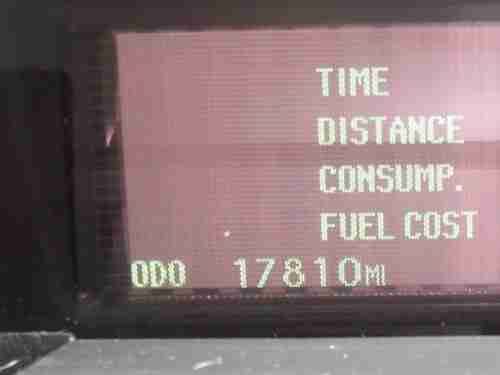 TIME
DISTANCE
CONSUMP.
FUEL COST
ODO 17810MI